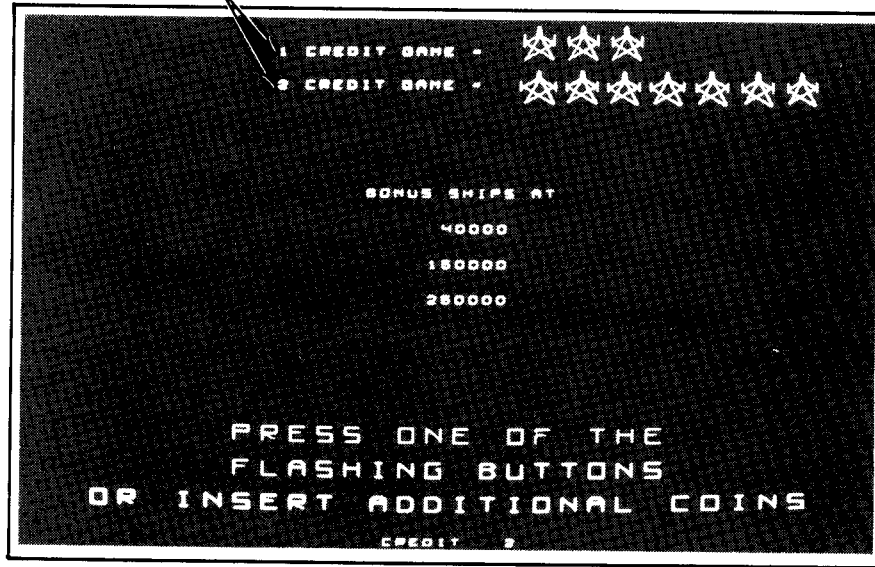 1 CREDIT GAME =
2 CREDIT GAME =
BONUS SHIPS AT
40000
150000
250000
PRESS ONE OF THE
FLASHING BUTTONS
OR INSERT ADDITIONAL COINS
CREDIT 2